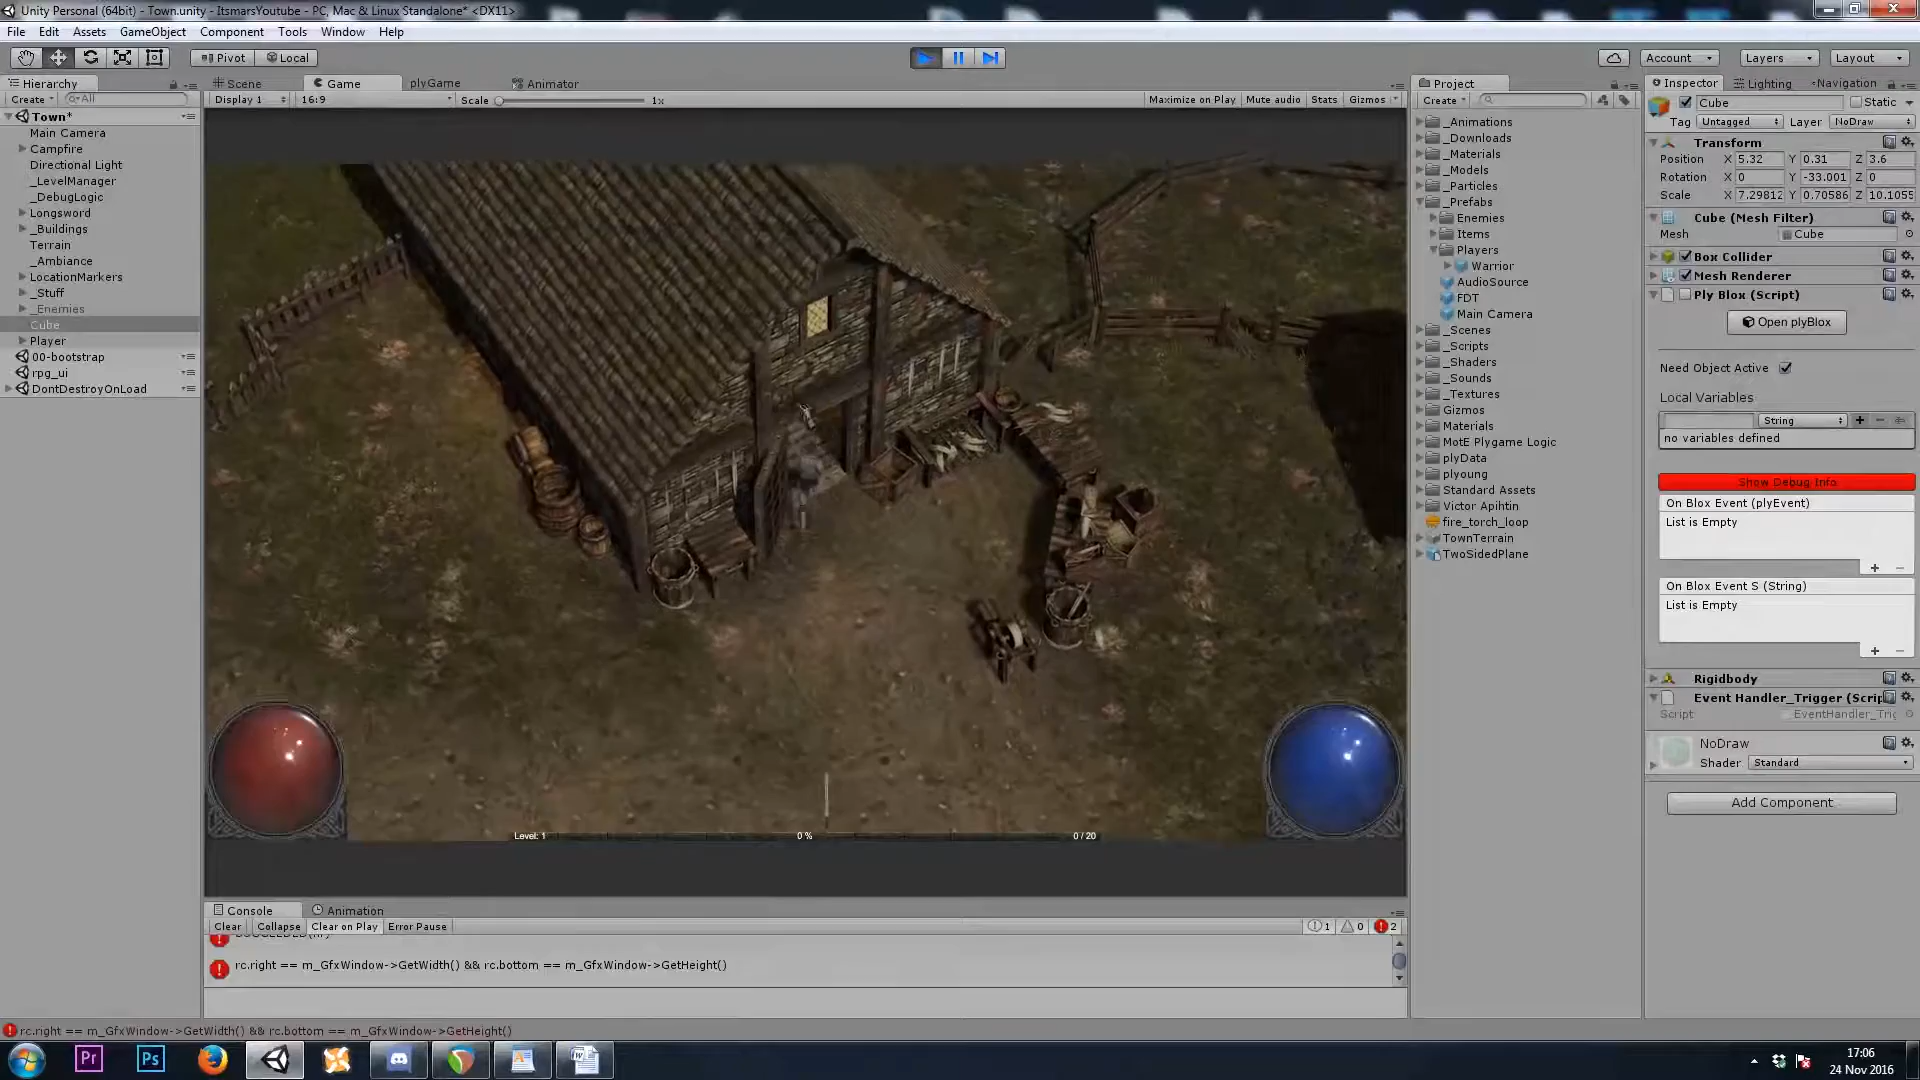 Unity Personal (64bit) - Town.unity - ItsmarsYoutube - PC, Mac & Linux Standalone* <DX11>
File Edit Assets GameObject Component Tools Window Help
Pivot Local Account Layers Layout
Hierarchy Scene Game plyGame Animator Project Inspector Lighting Navigation
Create All Display 1 16:9 Scale 1x Maximize on Play Mute audio Stats Gizmos Create
Cube Static
Tag Untagged Layer NoDraw
Town*
Main Camera
Campfire
Directional Light
_LevelManager
_DebugLogic
Longsword
_Buildings
Terrain
_Ambiance
LocationMarkers
_Stuff
_Enemies
Cube
Player
00-bootstrap
rpg_ui
DontDestroyOnLoad
Level: 1 0 % 0 / 20
Console Animation
Clear Collapse Clear on Play Error Pause 1 0 2
rc.right == m_GfxWindow->GetWidth() && rc.bottom == m_GfxWindow->GetHeight()
_Animations
_Downloads
_Materials
_Models
_Particles
_Prefabs
Enemies
Items
Players
Warrior
AudioSource
FDT
Main Camera
_Scenes
_Scripts
_Shaders
_Sounds
_Textures
Gizmos
Materials
MotE Plygame Logic
plyData
plyoung
Standard Assets
Victor Apihtin
fire_torch_loop
TownTerrain
TwoSidedPlane
Transform
Position X 5.32 Y 0.31 Z 3.6
Rotation X 0 Y -33.001 Z 0
Scale X 7.29812 Y 0.70586 Z 10.1055
Cube (Mesh Filter)
Mesh Cube
Box Collider
Mesh Renderer
Ply Blox (Script)
Open plyBlox
Need Object Active
Local Variables
String
no variables defined
Show Debug Info
On Blox Event (plyEvent)
List is Empty
On Blox Event S (String)
List is Empty
Rigidbody
Event Handler_Trigger (Scrip
Script _EventHandler_Trig
NoDraw
Shader Standard
Add Component
rc.right == m_GfxWindow->GetWidth() && rc.bottom == m_GfxWindow->GetHeight()
Pr Ps
17:06
24 Nov 2016